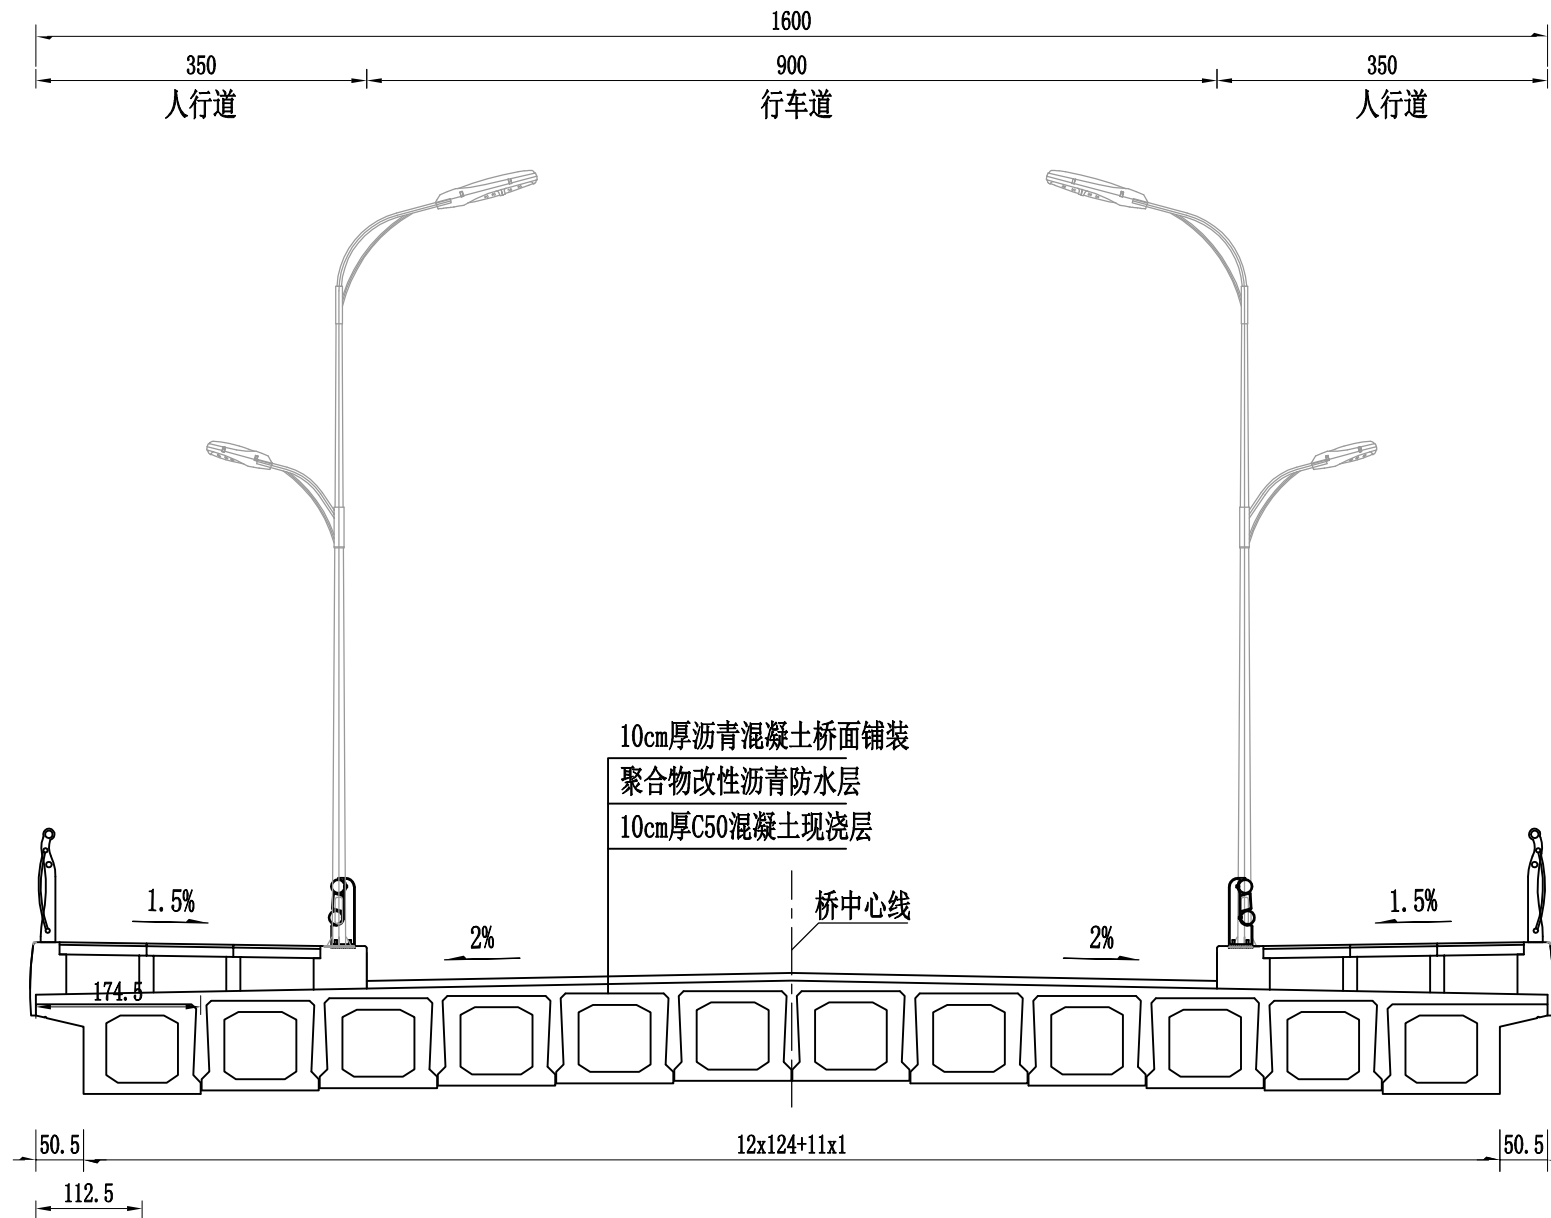 1600
350 900 350
人行道 行车道 人行道
10cm厚沥青混凝土桥面铺装
聚合物改性沥青防水层
10cm厚C50混凝土现浇层
1.5% 桥中心线 1.5%
2% 2%
174.5
50.5 12x124+11x1 50.5
112.5